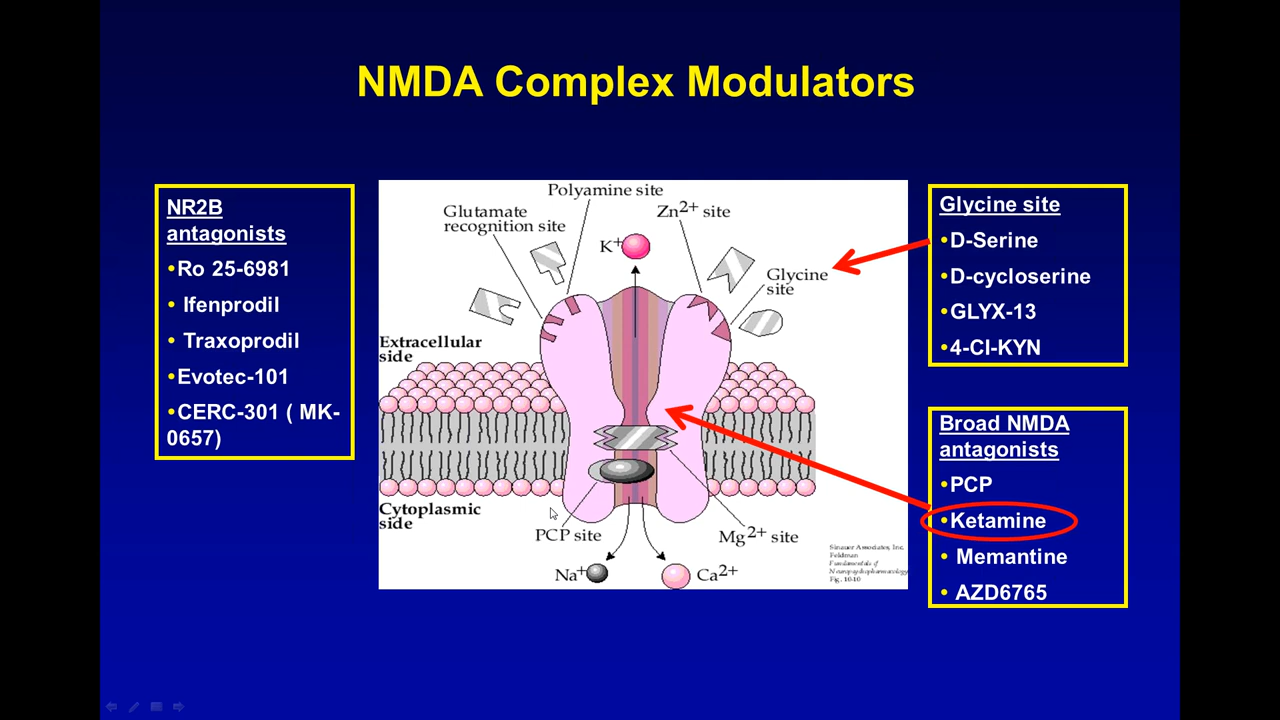 NMDA Complex Modulators
NR2B
antagonists
•Ro 25-6981
• Ifenprodil
• Traxoprodil
•Evotec-101
•CERC-301 ( MK-
0657)
Polyamine site
Glutamate
recognition site
Zn2+ site
K+
Glycine
site
Extracellular
side
Cytoplasmic
side
PCP site
Mg2+ site
Na+
Ca2+
Sinauer Associates, Inc.
Feldman
Fundamentals of
Neuropsychopharmacology
Fig. 10-10
Glycine site
•D-Serine
•D-cycloserine
•GLYX-13
•4-Cl-KYN
Broad NMDA
antagonists
•PCP
•Ketamine
• Memantine
• AZD6765